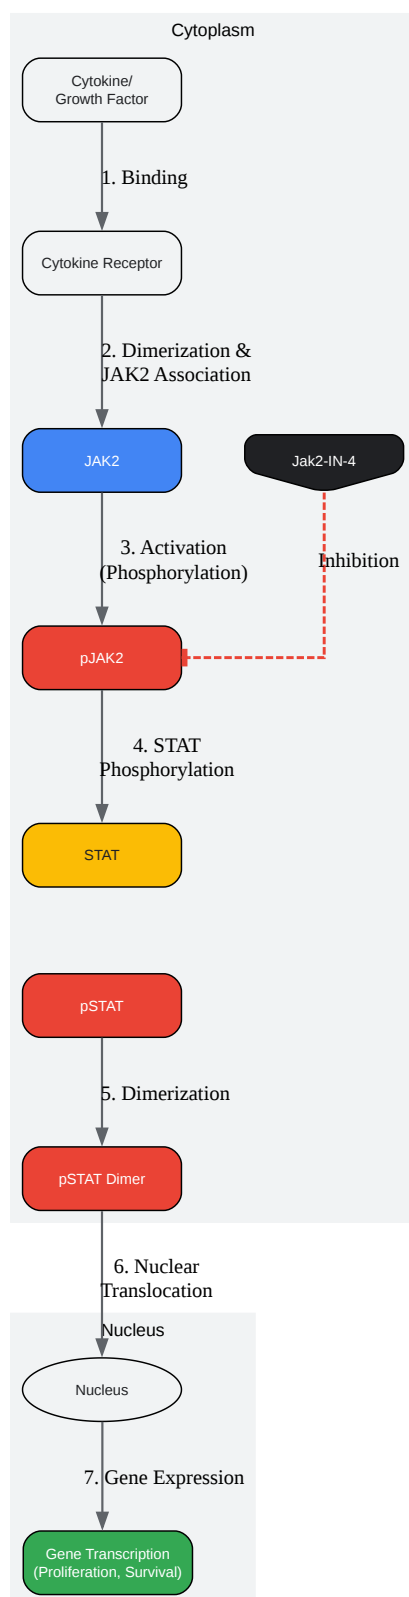 Cytoplasm
Cytokine/
Growth Factor
1. Binding
Cytokine Receptor
2. Dimerization &
JAK2 Association
JAK2
Jak2-IN-4
3. Activation
(Phosphorylation)
Inhibition
pJAK2
4. STAT
Phosphorylation
STAT
pSTAT
5. Dimerization
pSTAT Dimer
6. Nuclear
Translocation
Nucleus
Nucleus
7. Gene Expression
Gene Transcription
(Proliferation, Survival)